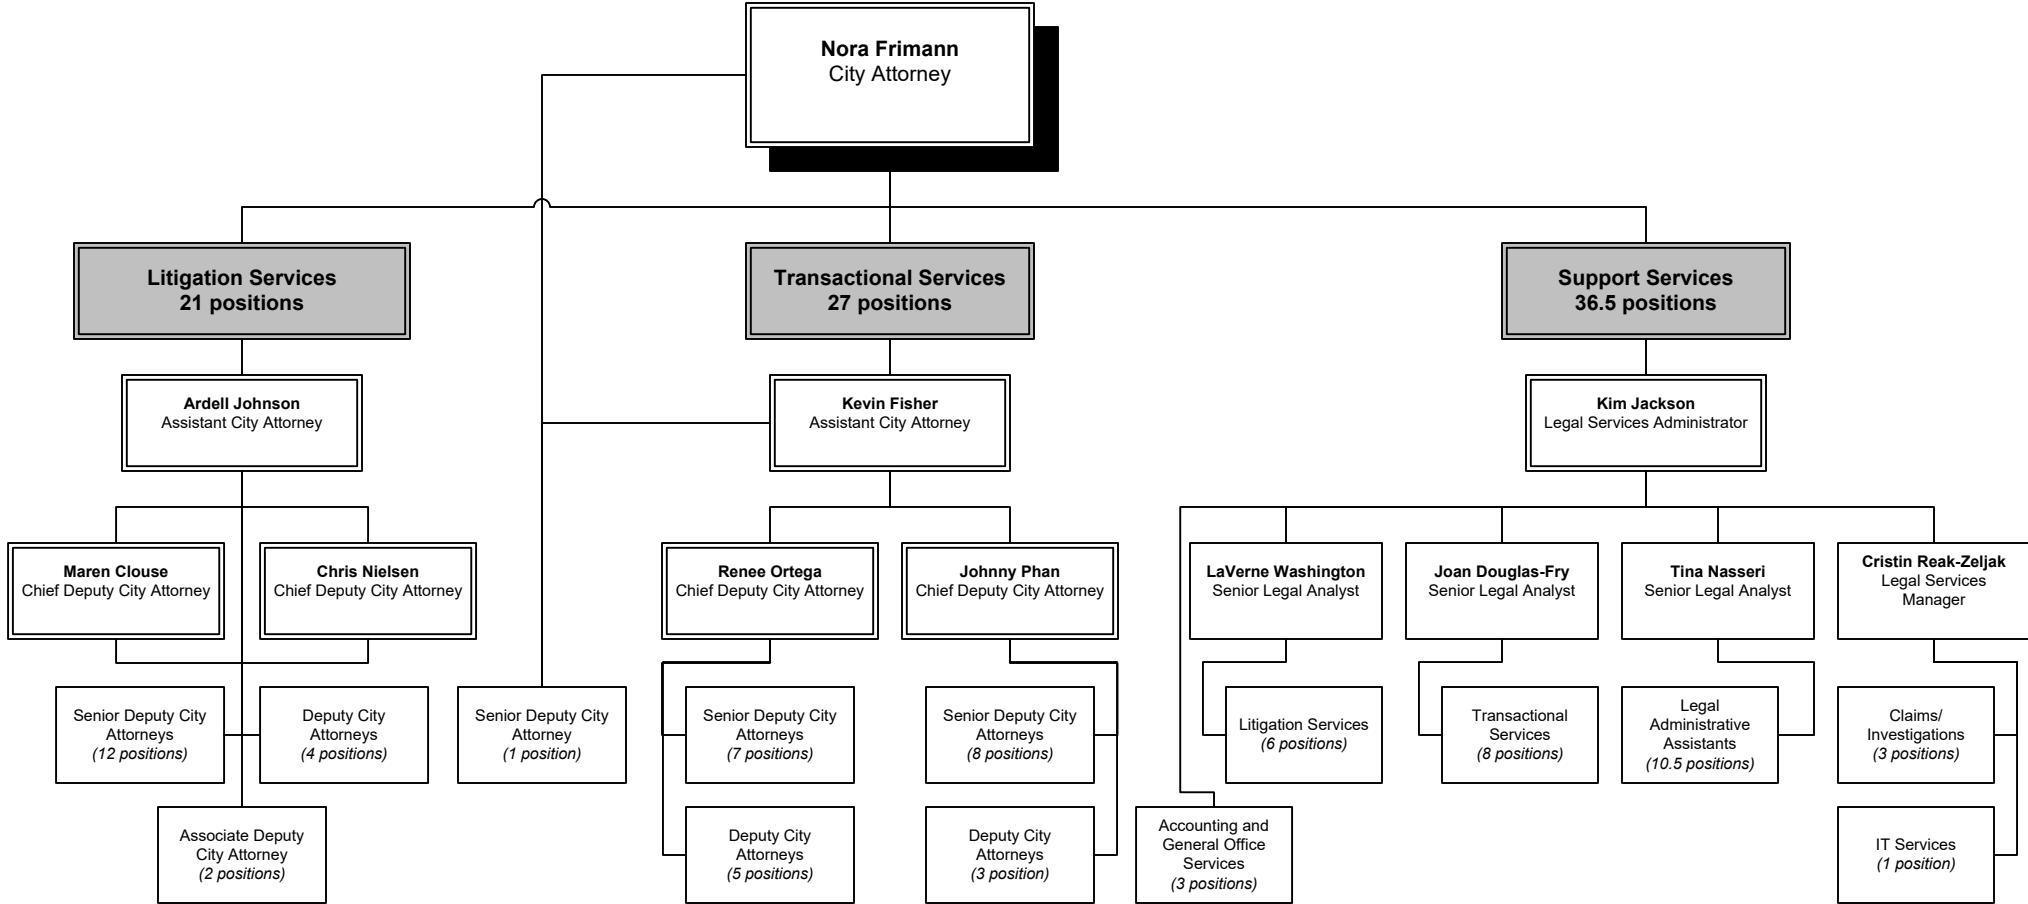 Nora Frimann
City Attorney
Litigation Services
21 positions
Transactional Services
27 positions
Support Services
36.5 positions
Ardell Johnson
Assistant City Attorney
Kevin Fisher
Assistant City Attorney
Kim Jackson
Legal Services Administrator
Maren Clouse
Chief Deputy City Attorney
Chris Nielsen
Chief Deputy City Attorney
Renee Ortega
Chief Deputy City Attorney
Johnny Phan
Chief Deputy City Attorney
LaVerne Washington
Senior Legal Analyst
Joan Douglas-Fry
Senior Legal Analyst
Tina Nasseri
Senior Legal Analyst
Cristin Reak-Zeljak
Legal Services
Manager
Senior Deputy City
Attorneys
(12 positions)
Deputy City
Attorneys
(4 positions)
Senior Deputy City
Attorney
(1 position)
Senior Deputy City
Attorneys
(7 positions)
Senior Deputy City
Attorneys
(8 positions)
Litigation Services
(6 positions)
Transactional
Services
(8 positions)
Legal
Administrative
Assistants
(10.5 positions)
Claims/
Investigations
(3 positions)
Associate Deputy
City Attorney
(2 positions)
Deputy City
Attorneys
(5 positions)
Deputy City
Attorneys
(3 position)
Accounting and
General Office
Services
(3 positions)
IT Services
(1 position)